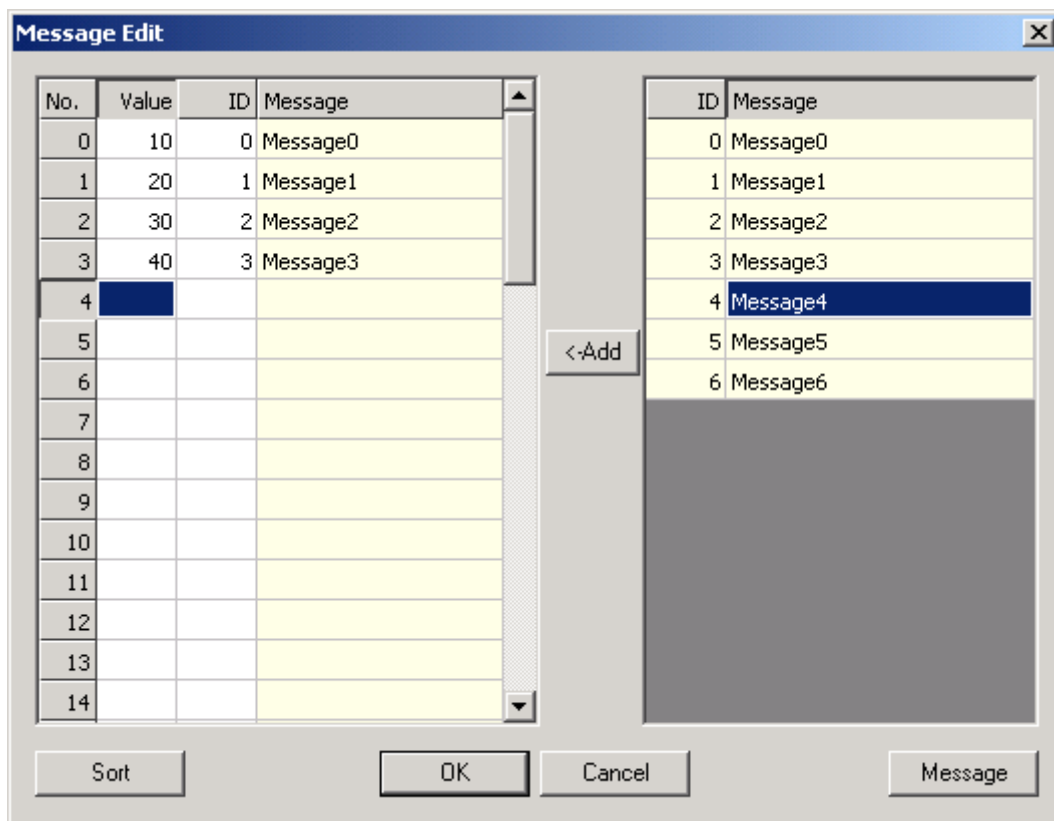 Message Edit
No. Value ID Message
0 10 0 Message0
1 20 1 Message1
2 30 2 Message2
3 40 3 Message3
4
5
6
7
8
9
10
11
12
13
14
<-Add
ID Message
0 Message0
1 Message1
2 Message2
3 Message3
4 Message4
5 Message5
6 Message6
Sort
OK
Cancel
Message